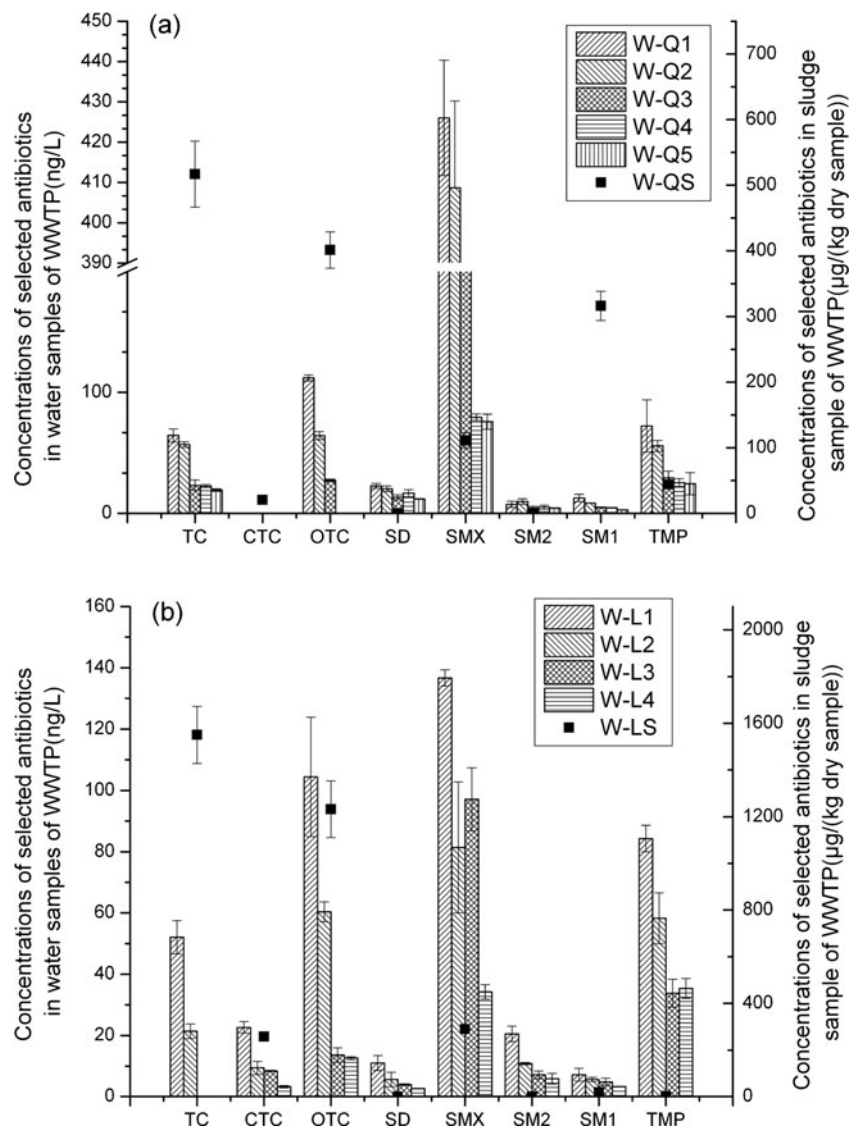 (a)
Concentrations of selected antibiotics
in water samples of WWTP(ng/L)
450
440
430
420
410
400
390
100
0
W-Q1
W-Q2
W-Q3
W-Q4
W-Q5
W-QS
700
600
500
400
300
200
100
0
Concentrations of selected antibiotics in sludge
sample of WWTP(μg/(kg dry sample))
TC CTC OTC SD SMX SM2 SM1 TMP
(b)
Concentrations of selected antibiotics
in water samples of WWTP(ng/L)
160
140
120
100
80
60
40
20
0
W-L1
W-L2
W-L3
W-L4
W-LS
2000
1600
1200
800
400
0
Concentrations of selected antibiotics in sludge
sample of WWTP(μg/(kg dry sample))
TC CTC OTC SD SMX SM2 SM1 TMP